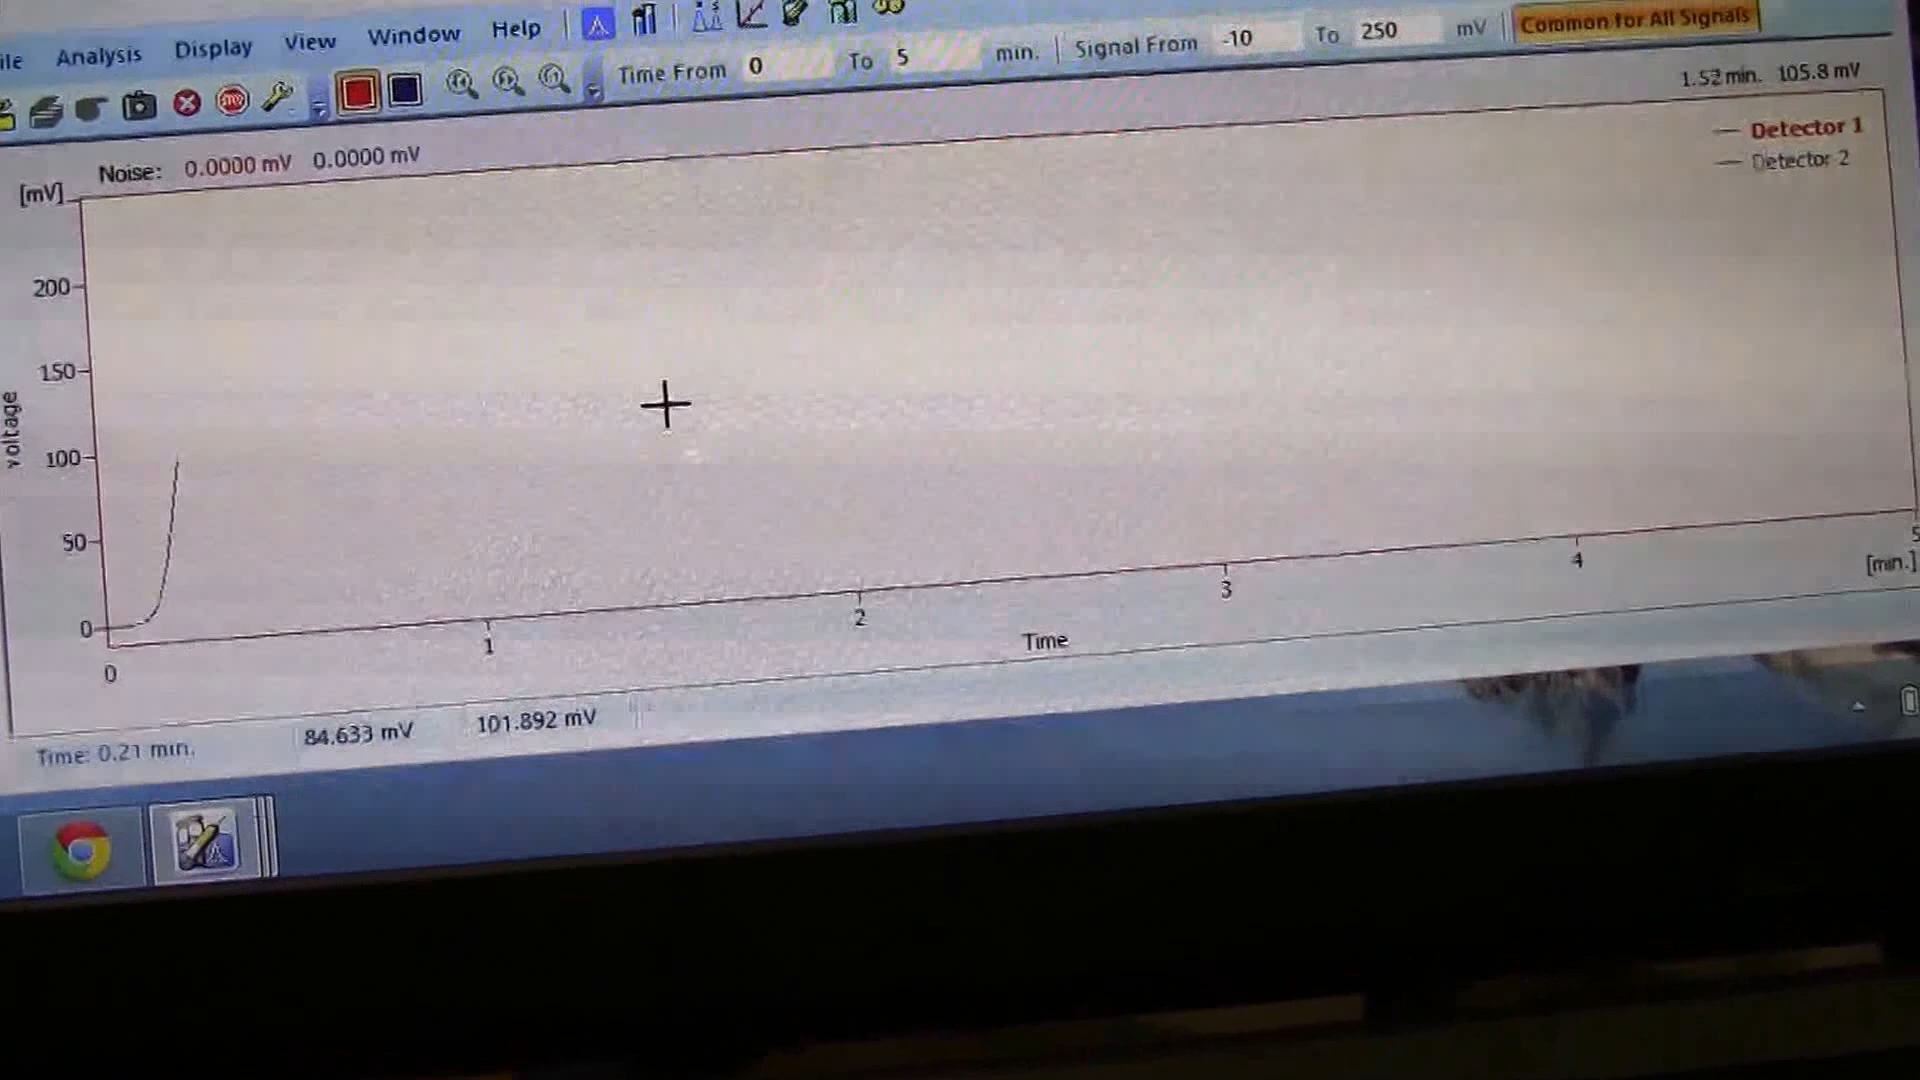 ile Analysis Display View Window Help
Time From 0 To 5 min. Signal From -10 To 250 mV Common for All Signals
1.52 min. 105.8 mV
Noise: 0.0000 mV 0.0000 mV
Detector 1
Detector 2
[mV]
200
150
100
50
0
voltage
0 1 2 3 4 5
[min.]
Time
Time: 0.21 min. 84.633 mV 101.892 mV